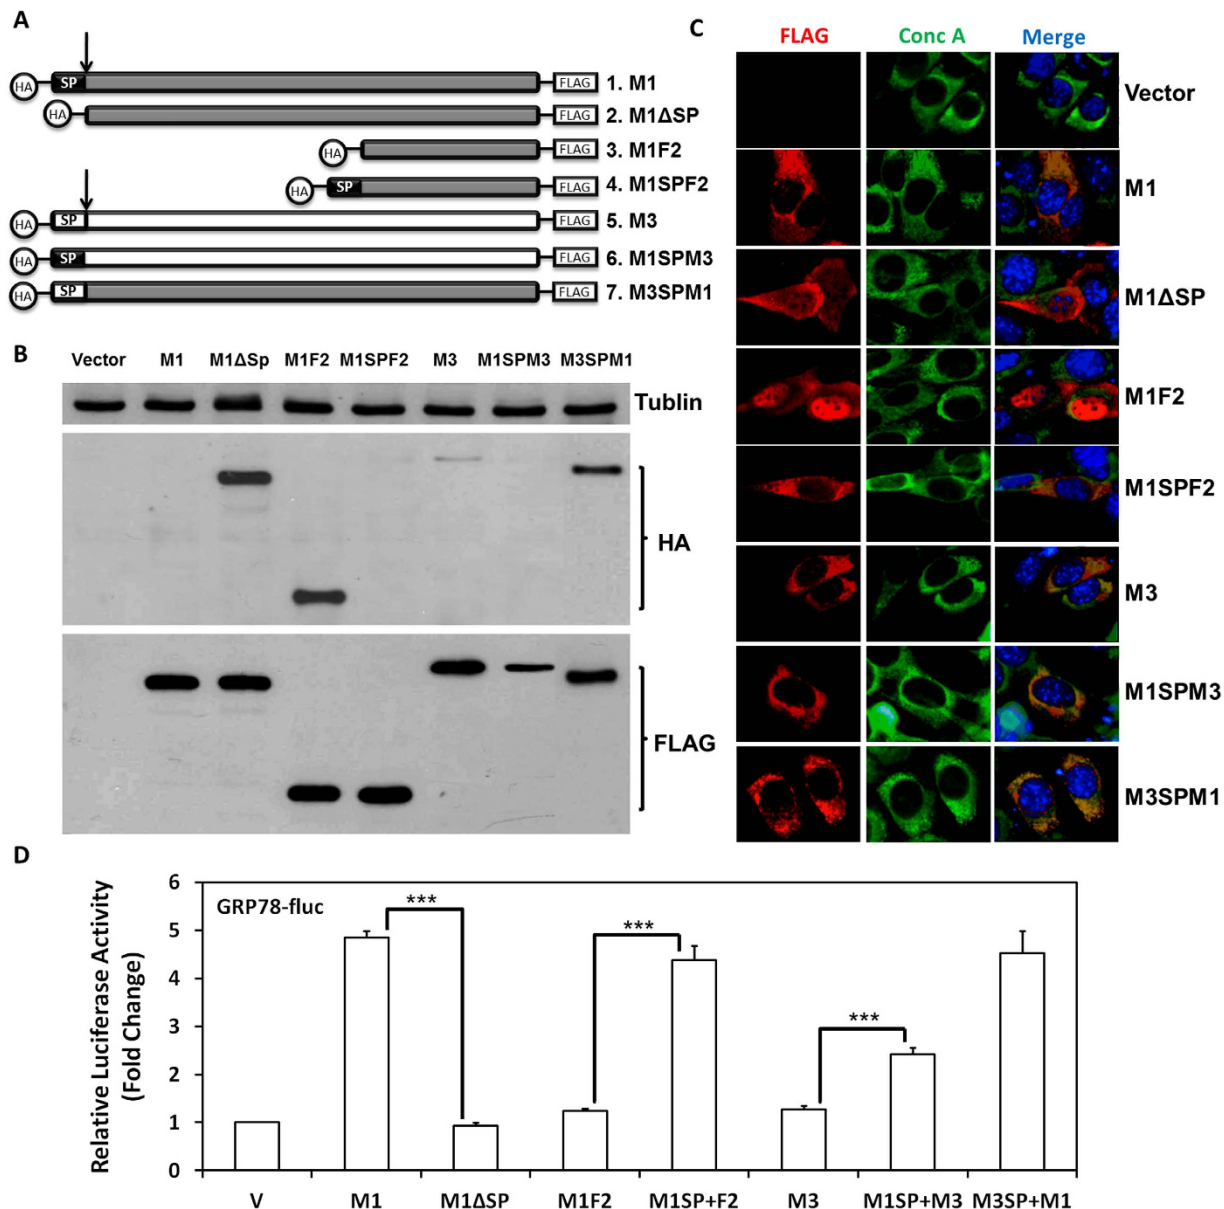 A
HA SP FLAG 1. M1
HA FLAG 2. M1ΔSP
HA FLAG 3. M1F2
HA SP FLAG 4. M1SPF2
HA SP FLAG 5. M3
HA SP FLAG 6. M1SPM3
HA SP FLAG 7. M3SPM1
B
Vector M1 M1ΔSp M1F2 M1SPF2 M3 M1SPM3 M3SPM1
Tublin
HA
FLAG
C
FLAG Conc A Merge
Vector
M1
M1ΔSP
M1F2
M1SPF2
M3
M1SPM3
M3SPM1
D
Relative Luciferase Activity
(Fold Change)
GRP78-fluc
6
5
4
3
2
1
0
***
***
***
V M1 M1ΔSP M1F2 M1SP+F2 M3 M1SP+M3 M3SP+M1